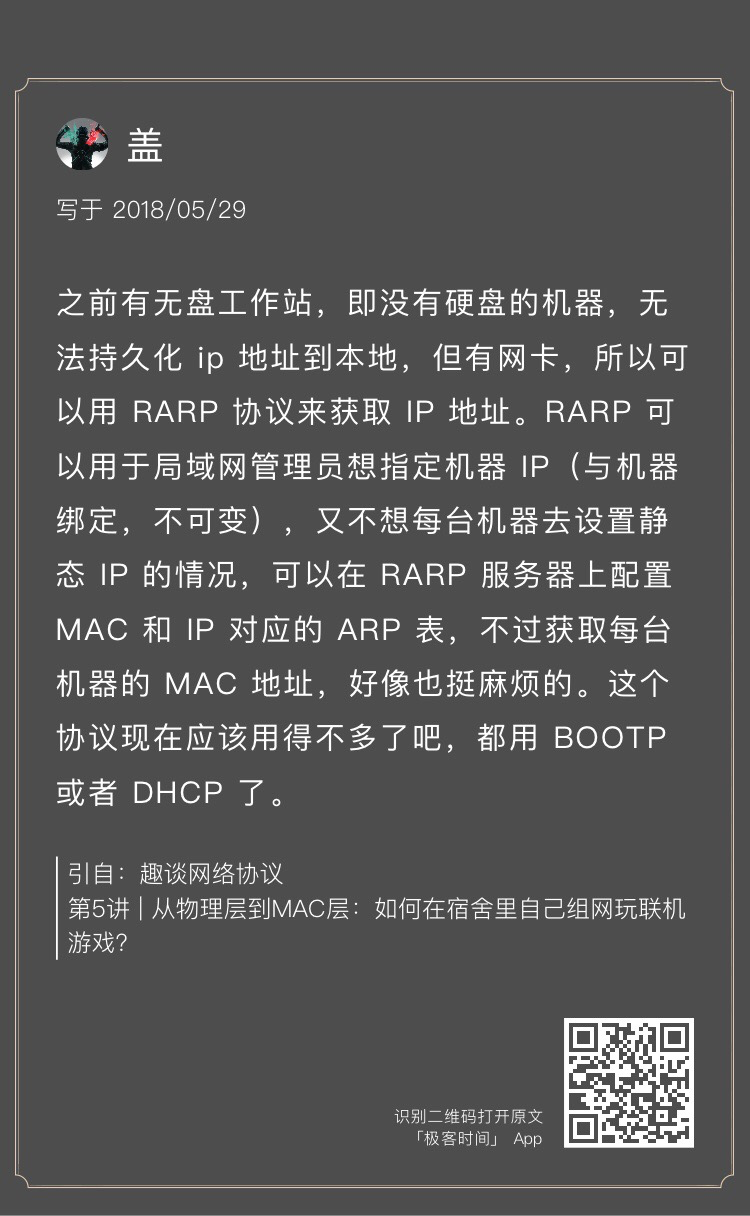 盖
写于 2018/05/29
之前有无盘工作站，即没有硬盘的机器，无
法持久化 ip 地址到本地，但有网卡，所以可
以用 RARP 协议来获取 IP 地址。RARP 可
以用于局域网管理员想指定机器 IP（与机器
绑定，不可变），又不想每台机器去设置静
态 IP 的情况，可以在 RARP 服务器上配置
MAC 和 IP 对应的 ARP 表，不过获取每台
机器的 MAC 地址，好像也挺麻烦的。这个
协议现在应该用得不多了吧，都用 BOOTP
或者 DHCP 了。
引自：趣谈网络协议
第5讲 | 从物理层到MAC层：如何在宿舍里自己组网玩联机
游戏？
识别二维码打开原文
「极客时间」 App